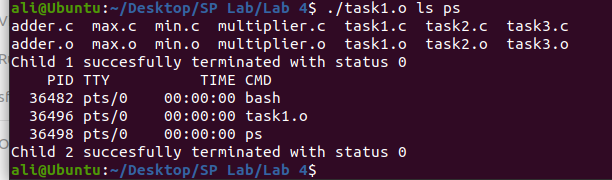 ali@Ubuntu:~/Desktop/SP Lab/Lab 4$ ./task1.o ls ps
adder.c  max.c  min.c  multiplier.c  task1.c  task2.c  task3.c
adder.o  max.o  min.o  multiplier.o  task1.o  task2.o  task3.o
Child 1 succesfully terminated with status 0
    PID TTY          TIME CMD
  36482 pts/0    00:00:00 bash
  36496 pts/0    00:00:00 task1.o
  36498 pts/0    00:00:00 ps
Child 2 succesfully terminated with status 0
ali@Ubuntu:~/Desktop/SP Lab/Lab 4$